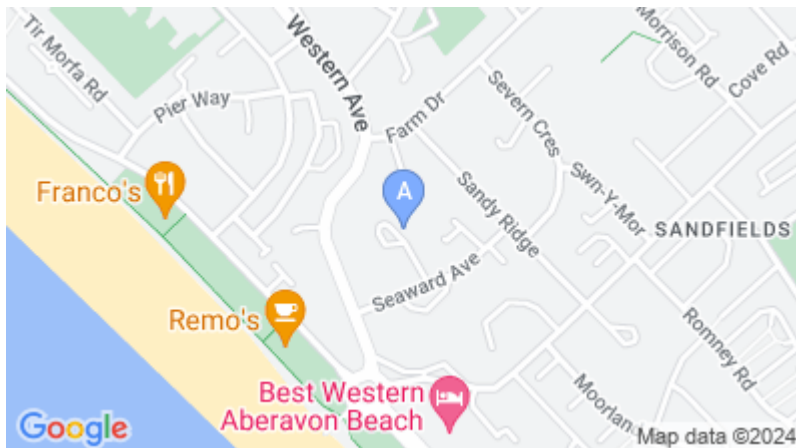 Tir Morfa Rd
Western Ave
Morrison Rd
Cove Rd
Pier Way
Farm Dr
Severn Cres
Franco's
A
Sandy Ridge
Swn-Y-Mor
SANDFIELDS
Seaward Ave
Remo's
Romney Rd
Best Western
Aberavon Beach
Moorlan
Google
Map data ©2024